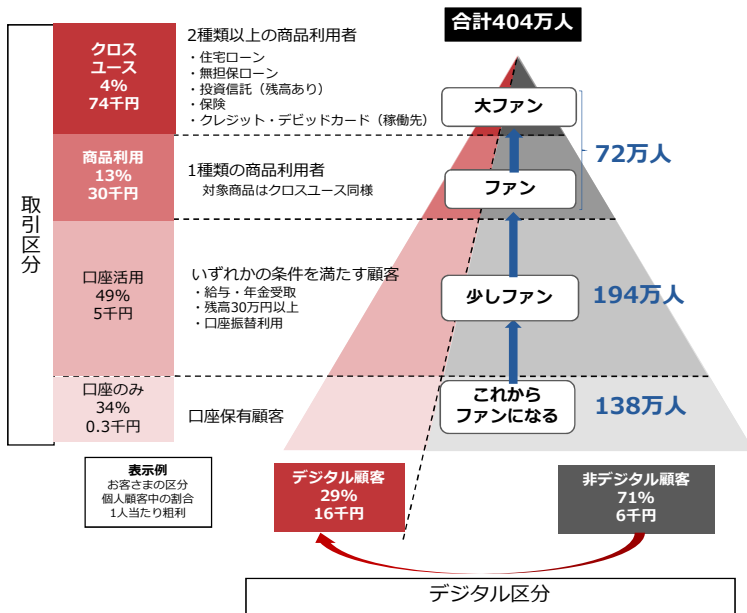 合計404万人
取引区分
クロス
ユース
4%
74千円
2種類以上の商品利用者
・住宅ローン
・無担保ローン
・投資信託（残高あり）
・保険
・クレジット・デビッドカード（稼働先）
大ファン
72万人
商品利用
13%
30千円
1種類の商品利用者
対象商品はクロスユース同様
ファン
口座活用
49%
5千円
いずれかの条件を満たす顧客
・給与・年金受取
・残高30万円以上
・口座振替利用
少しファン
194万人
口座のみ
34%
0.3千円
口座保有顧客
これから
ファンになる
138万人
表示例
お客さまの区分
個人顧客中の割合
1人当たり粗利
デジタル顧客
29%
16千円
非デジタル顧客
71%
6千円
デジタル区分